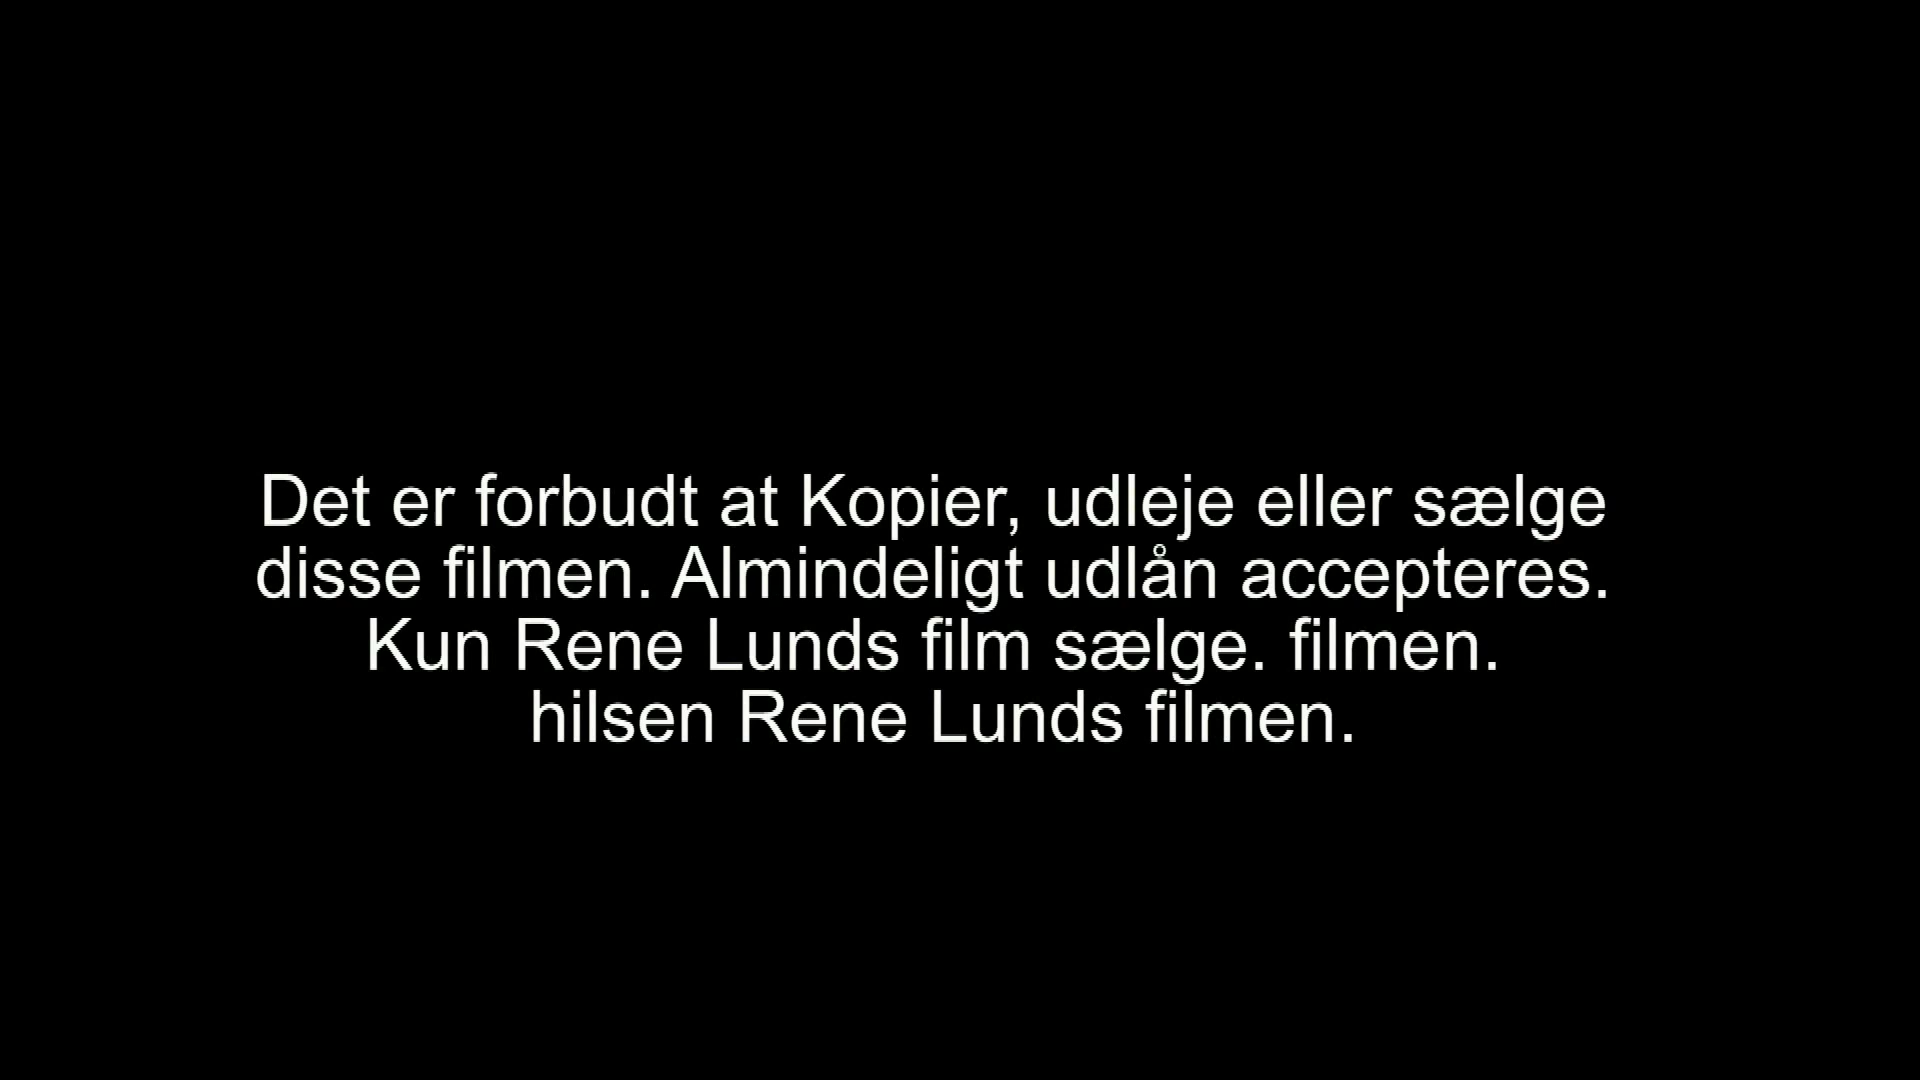 Det er forbudt at Kopier, udleje eller sælge
disse filmen. Almindeligt udlån accepteres.
Kun Rene Lunds film sælge. filmen.
hilsen Rene Lunds filmen.